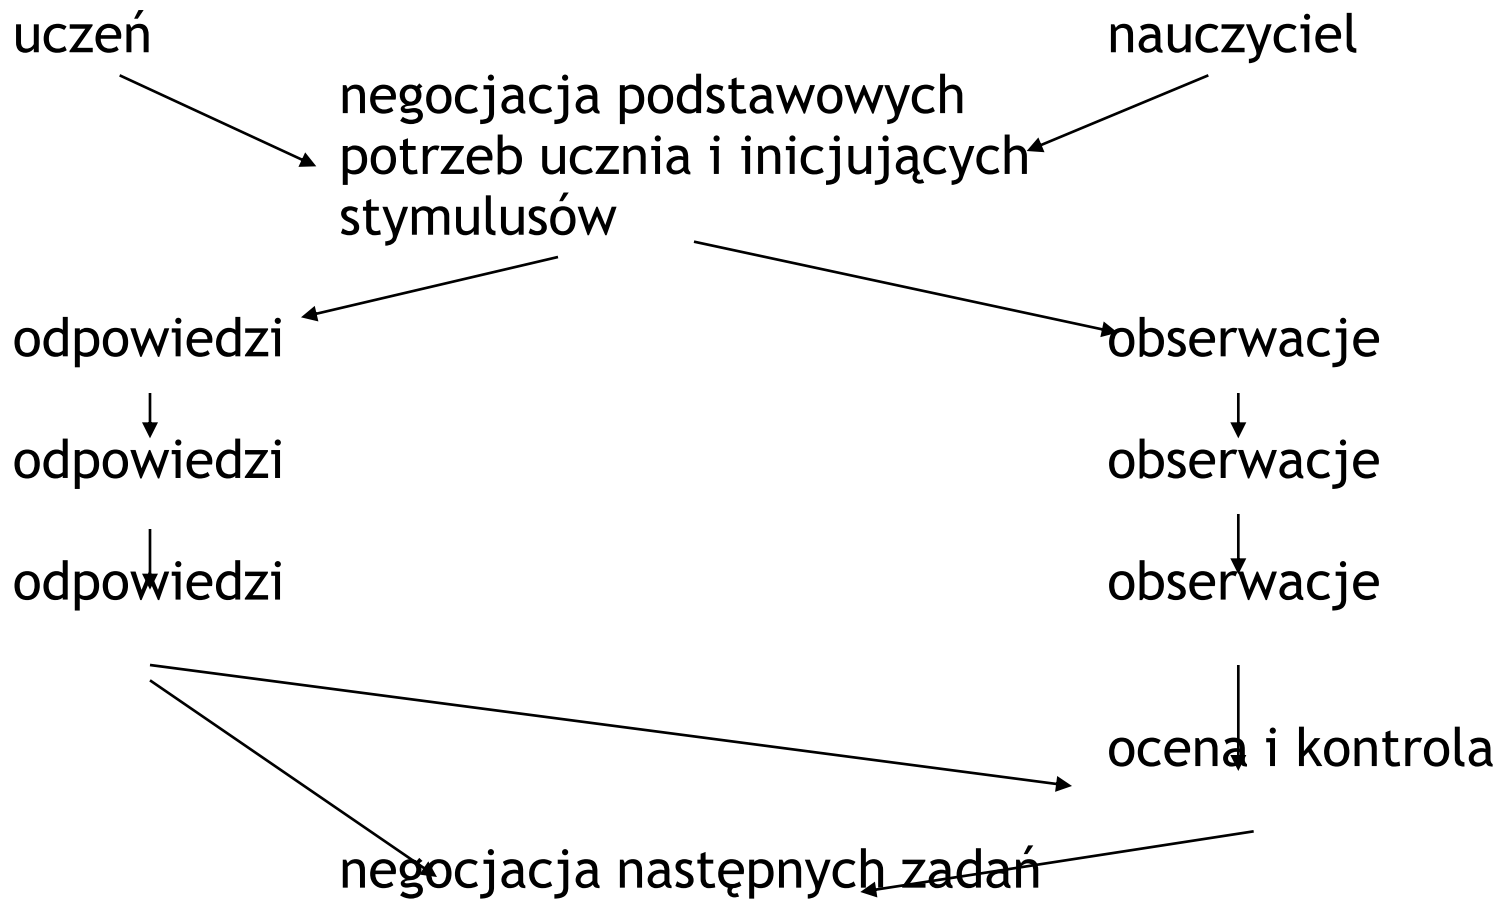 uczeń
nauczyciel
negocjacja podstawowych
potrzeb ucznia i inicjujących
stymulusów
odpowiedzi
obserwacje
odpowiedzi
obserwacje
odpowiedzi
obserwacje
ocena i kontrola
negocjacja następnych zadań